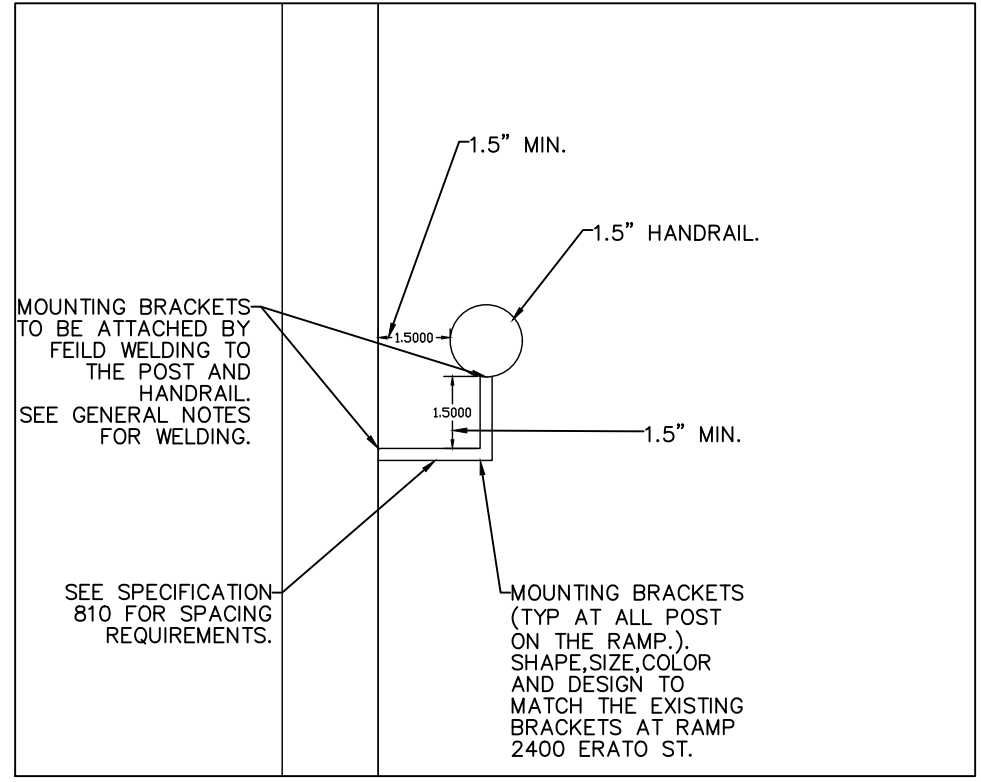 1.5" MIN.
1.5" HANDRAIL.
MOUNTING BRACKETS
TO BE ATTACHED BY
FEILD WELDING TO
THE POST AND
HANDRAIL.
SEE GENERAL NOTES
FOR WELDING.
1.5000
1.5000
1.5" MIN.
SEE SPECIFICATION
810 FOR SPACING
REQUIREMENTS.
MOUNTING BRACKETS
(TYP AT ALL POST
ON THE RAMP.).
SHAPE,SIZE,COLOR
AND DESIGN TO
MATCH THE EXISTING
BRACKETS AT RAMP
2400 ERATO ST.